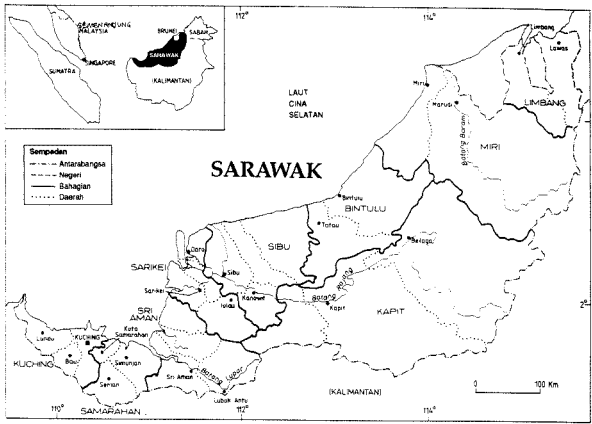 112
114
SEMENANJUNG
MALAYSIA
BRUNEI
SABAH
SARAWAK
SINGAPORE
SUMATRA
(KALIMANTAN)
LAUT
CINA
SELATAN
Limbang
Lawas
Miri
Marudi
LIMBANG
MIRI
Batang Baram
Sempadan
Antarabangsa
Negeri
Bahagian
Daerah
SARAWAK
Bintulu
BINTULU
Tatau
Belaga
SIBU
Daro
SARIKEI
Sibu
Sarikei
Julau
Kanowit
Batang
Rajang
Kapit
KAPIT
2°
SRI
AMAN
Kota
Samarahan
KUCHING
Lundu
Bau
KUCHING
Simunjan
Serian
Sri Aman
Batang
Lupar
Lubok Antu
(KALIMANTAN)
0
100 Km
110
SAMARAHAN
112
114